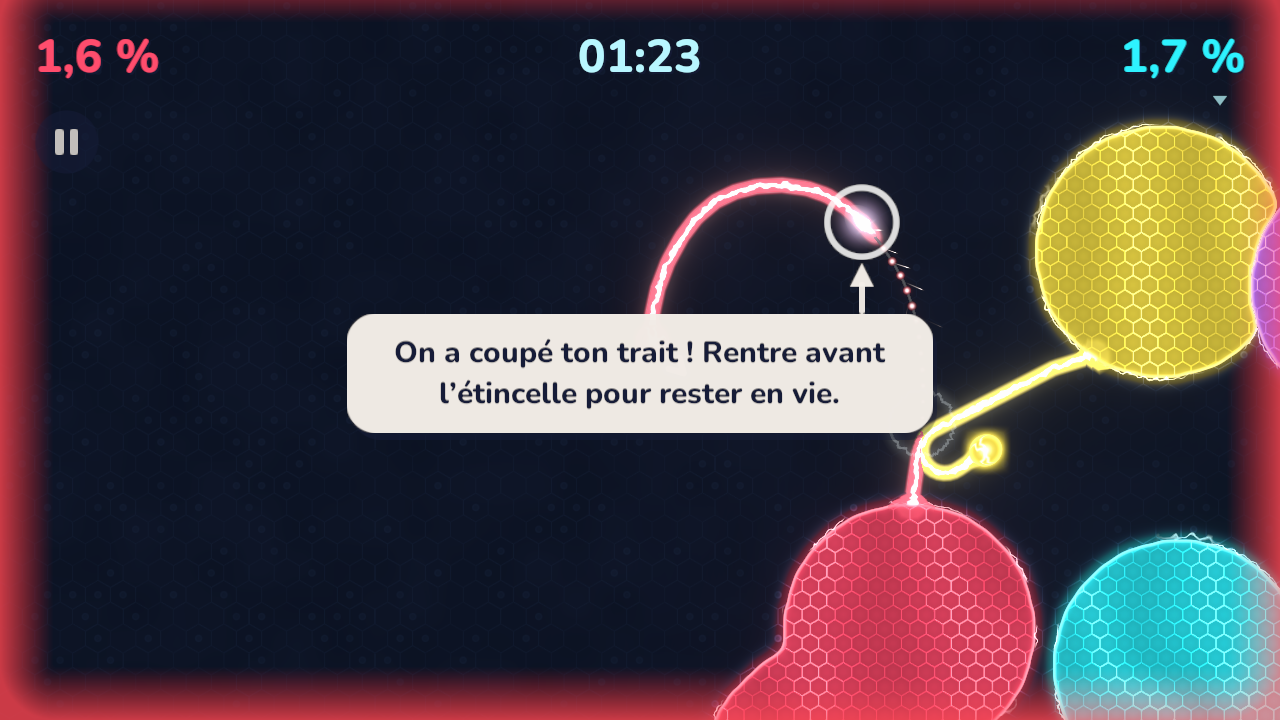 1,6 %
01:23
1,7 %
On a coupé ton trait ! Rentre avant
l’étincelle pour rester en vie.